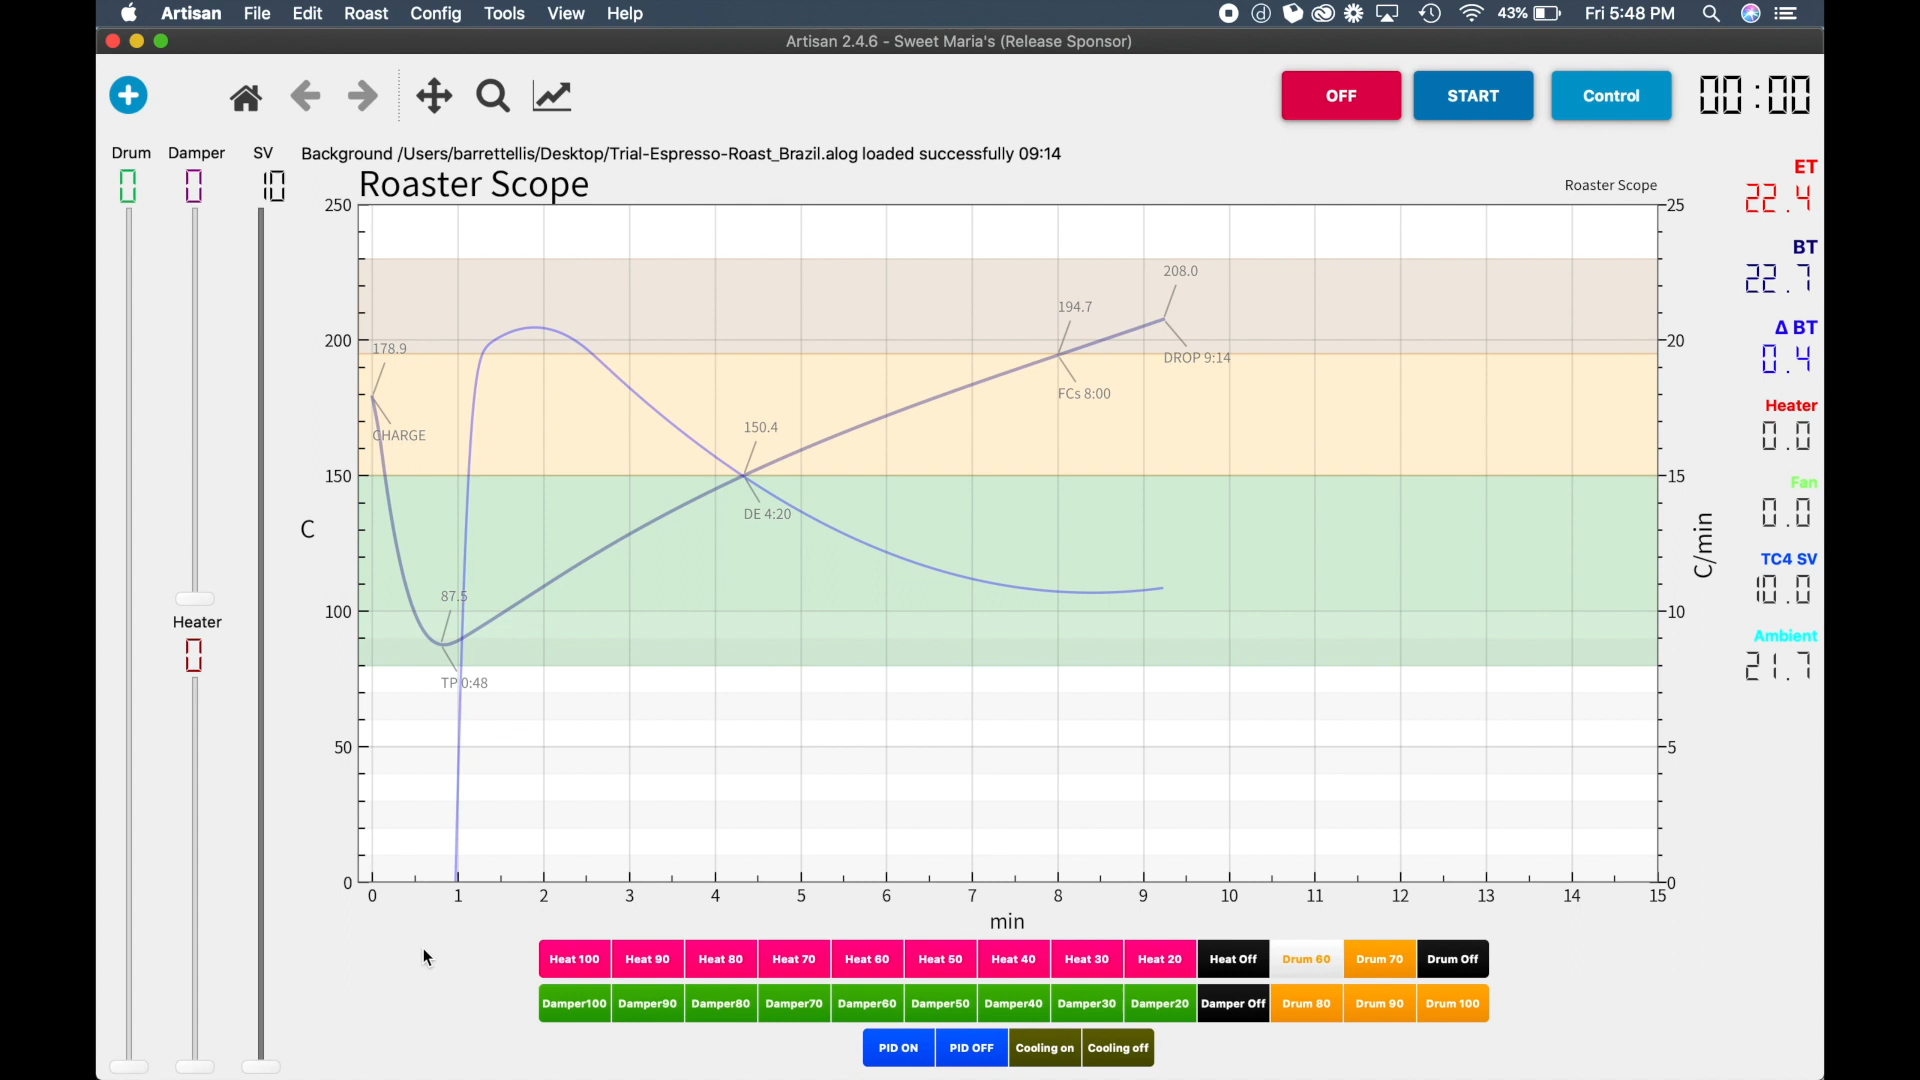 Artisan File Edit Roast Config Tools View Help 43% Fri 5:48 PM
Artisan 2.4.6 - Sweet Maria's (Release Sponsor)
OFF START Control 00:00
Drum Damper SV Background /Users/barrettellis/Desktop/Trial-Espresso-Roast_Brazil.alog loaded successfully 09:14
0 0 10 Roaster Scope Roaster Scope
ET
22.4
BT
22.7
Δ BT
0.4
Heater
0.0
Fan
0.0
TC4 SV
10.0
Ambient
21.7
Heater
0
250 25
200 20
150 15
100 10
50 5
0 0
C
C/min
178.9
CHARGE
87.5
TP 0:48
150.4
DE 4:20
194.7
FCs 8:00
208.0
DROP 9:14
0 1 2 3 4 5 6 7 8 9 10 11 12 13 14 15
min
Heat 100 Heat 90 Heat 80 Heat 70 Heat 60 Heat 50 Heat 40 Heat 30 Heat 20 Heat Off Drum 60 Drum 70 Drum Off
Damper100 Damper90 Damper80 Damper70 Damper60 Damper50 Damper40 Damper30 Damper20 Damper Off Drum 80 Drum 90 Drum 100
PID ON PID OFF Cooling on Cooling off